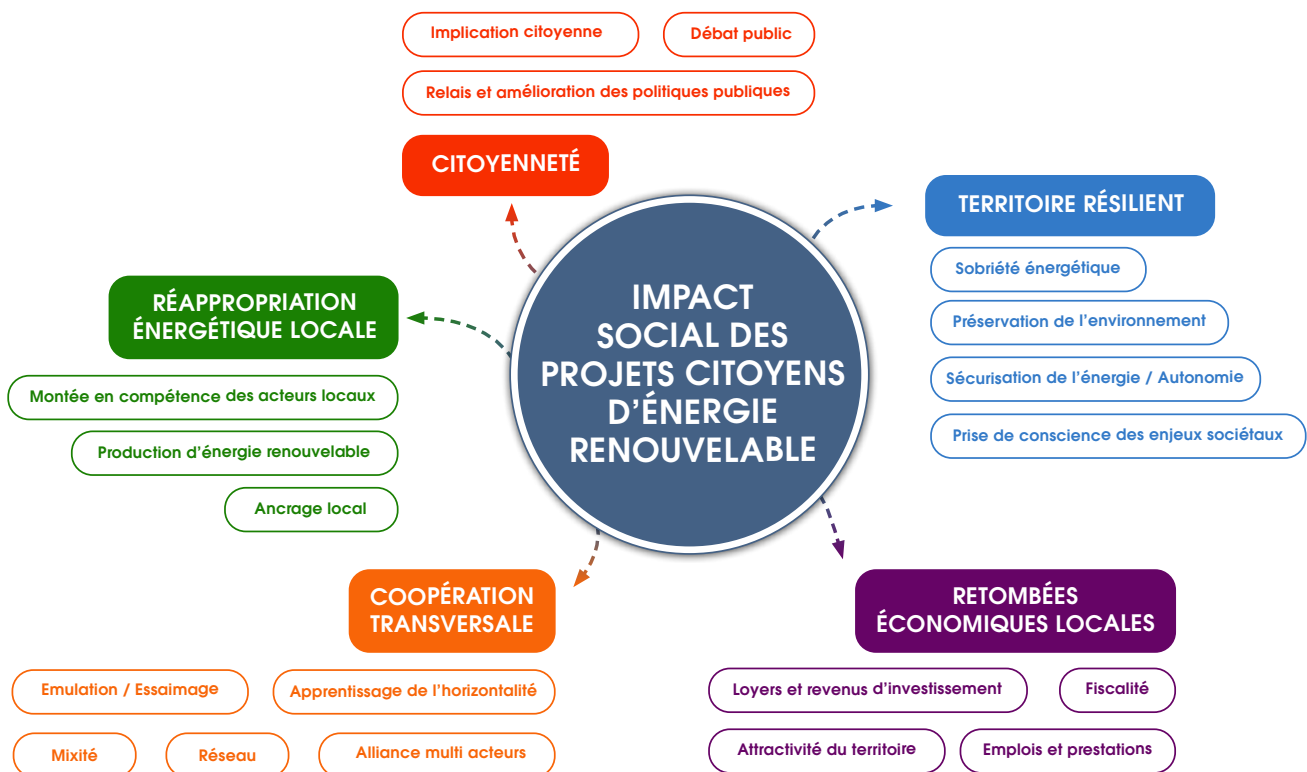 Implication citoyenne
Débat public
Relais et amélioration des politiques publiques
CITOYENNETÉ
TERRITOIRE RÉSILIENT
Sobriété énergétique
Préservation de l'environnement
Sécurisation de l'énergie / Autonomie
Prise de conscience des enjeux sociétaux
IMPACT
SOCIAL DES
PROJETS CITOYENS
D'ÉNERGIE
RENOUVELABLE
RÉAPPROPRIATION
ÉNERGÉTIQUE LOCALE
Montée en compétence des acteurs locaux
Production d'énergie renouvelable
Ancrage local
COOPÉRATION
TRANSVERSALE
Emulation / Essaimage
Apprentissage de l'horizontalité
Mixité
Réseau
Alliance multi acteurs
RETOMBÉES
ÉCONOMIQUES LOCALES
Loyers et revenus d'investissement
Fiscalité
Attractivité du territoire
Emplois et prestations